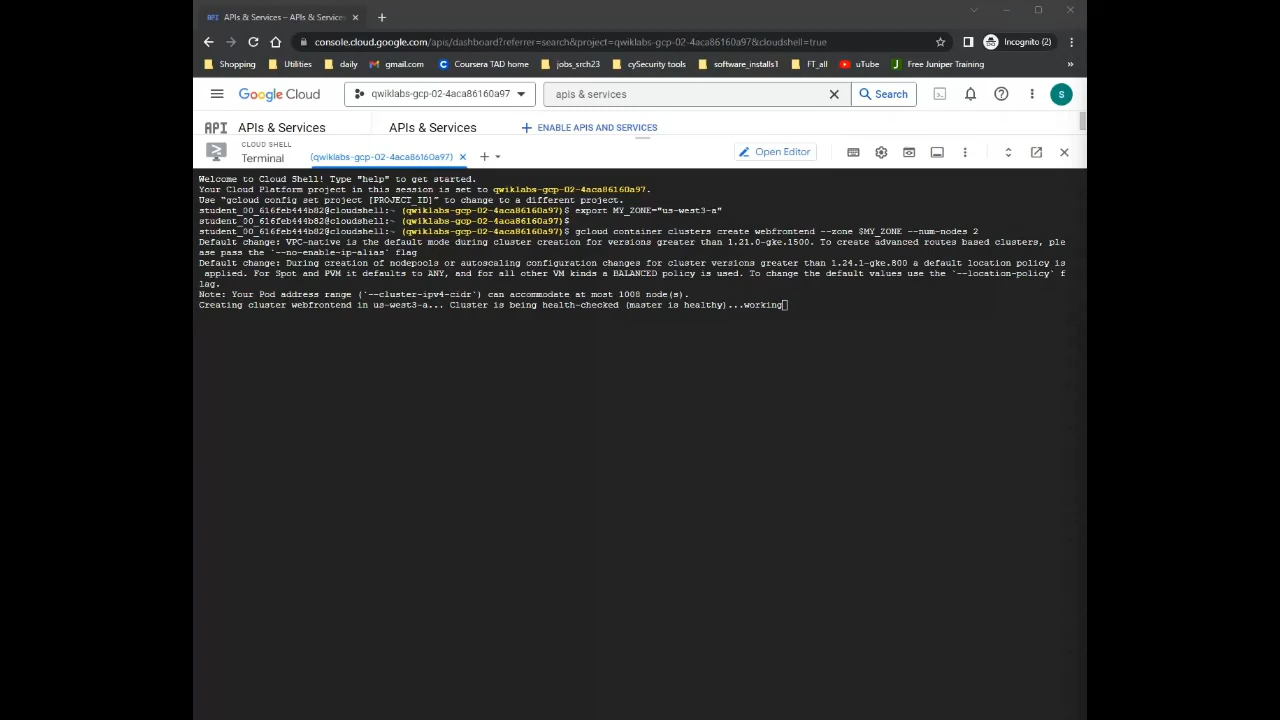 API APIs & Services – APIs & Services
console.cloud.google.com/apis/dashboard?referrer=search&project=qwiklabs-gcp-02-4aca86160a97&cloudshell=true
Incognito (2)
Shopping Utilities daily gmail.com Coursera TAD home jobs_srch23 cySecurity tools software_installs1 FT_all uTube Free Juniper Training »
Google Cloud qwiklabs-gcp-02-4aca86160a97 apis & services Search S
API APIs & Services APIs & Services + ENABLE APIS AND SERVICES
CLOUD SHELL
Terminal (qwiklabs-gcp-02-4aca86160a97) Open Editor
Welcome to Cloud Shell! Type "help" to get started.
Your Cloud Platform project in this session is set to qwiklabs-gcp-02-4aca86160a97.
Use "gcloud config set project [PROJECT_ID]" to change to a different project.
student_00_616feb444b82@cloudshell:~ (qwiklabs-gcp-02-4aca86160a97)$ export MY_ZONE="us-west3-a"
student_00_616feb444b82@cloudshell:~ (qwiklabs-gcp-02-4aca86160a97)$
student_00_616feb444b82@cloudshell:~ (qwiklabs-gcp-02-4aca86160a97)$ gcloud container clusters create webfrontend --zone $MY_ZONE --num-nodes 2
Default change: VPC-native is the default mode during cluster creation for versions greater than 1.21.0-gke.1500. To create advanced routes based clusters, ple
ase pass the `--no-enable-ip-alias` flag
Default change: During creation of nodepools or autoscaling configuration changes for cluster versions greater than 1.24.1-gke.800 a default location policy is
applied. For Spot and PVM it defaults to ANY, and for all other VM kinds a BALANCED policy is used. To change the default values use the `--location-policy` f
lag.
Note: Your Pod address range (`--cluster-ipv4-cidr`) can accommodate at most 1008 node(s).
Creating cluster webfrontend in us-west3-a... Cluster is being health-checked (master is healthy)...working